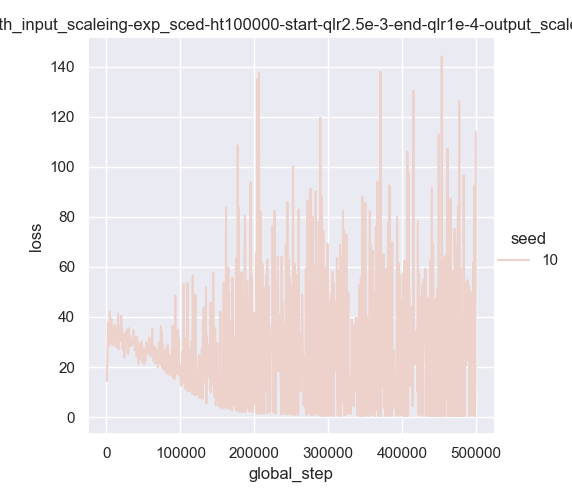 th_input_scaleing-exp_sced-ht100000-start-qlr2.5e-3-end-qlr1e-4-output_scale
140
120
100
80
60
40
20
0
loss
0 100000 200000 300000 400000 500000
global_step
seed
10